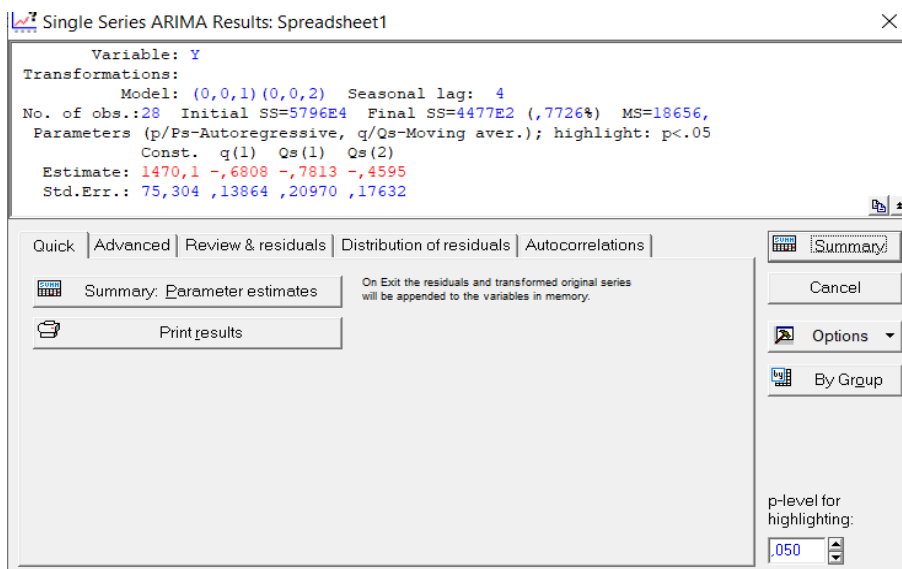 Single Series ARIMA Results: Spreadsheet1
Variable: Y
Transformations:
Model: (0,0,1)(0,0,2) Seasonal lag: 4
No. of obs.:28 Initial SS=5796E4 Final SS=4477E2 (,7726%) MS=18656,
Parameters (p/Ps-Autoregressive, q/Qs-Moving aver.); highlight: p<.05
Const. q(1) Qs(1) Qs(2)
Estimate: 1470,1 -,6808 -,7813 -,4595
Std.Err.: 75,304 ,13864 ,20970 ,17632
Quick Advanced Review & residuals Distribution of residuals Autocorrelations
Summary: Parameter estimates
On Exit the residuals and transformed original series
will be appended to the variables in memory.
Print results
Summary
Cancel
Options
By Group
p-level for
highlighting:
,050